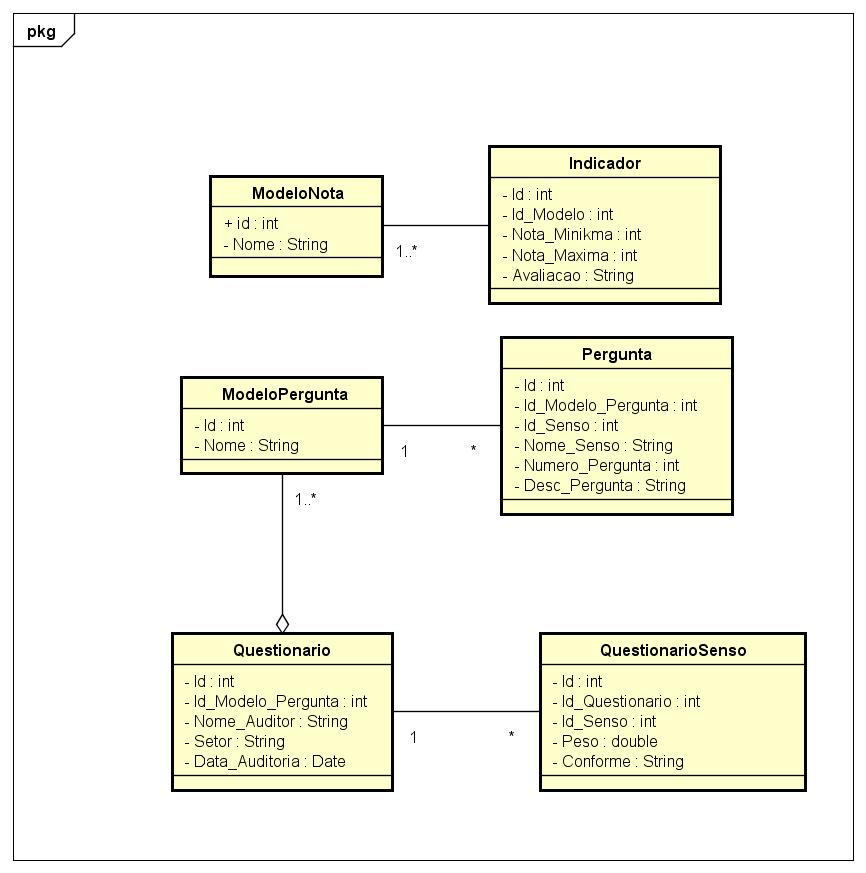 pkg
ModeloNota
+ id : int
- Nome : String
1..*
Indicador
- Id : int
- Id_Modelo : int
- Nota_Minikma : int
- Nota_Maxima : int
- Avaliacao : String
ModeloPergunta
- Id : int
- Nome : String
1
*
1..*
Pergunta
- Id : int
- Id_Modelo_Pergunta : int
- Id_Senso : int
- Nome_Senso : String
- Numero_Pergunta : int
- Desc_Pergunta : String
Questionario
- Id : int
- Id_Modelo_Pergunta : int
- Nome_Auditor : String
- Setor : String
- Data_Auditoria : Date
1
*
QuestionarioSenso
- Id : int
- Id_Questionario : int
- Id_Senso : int
- Peso : double
- Conforme : String